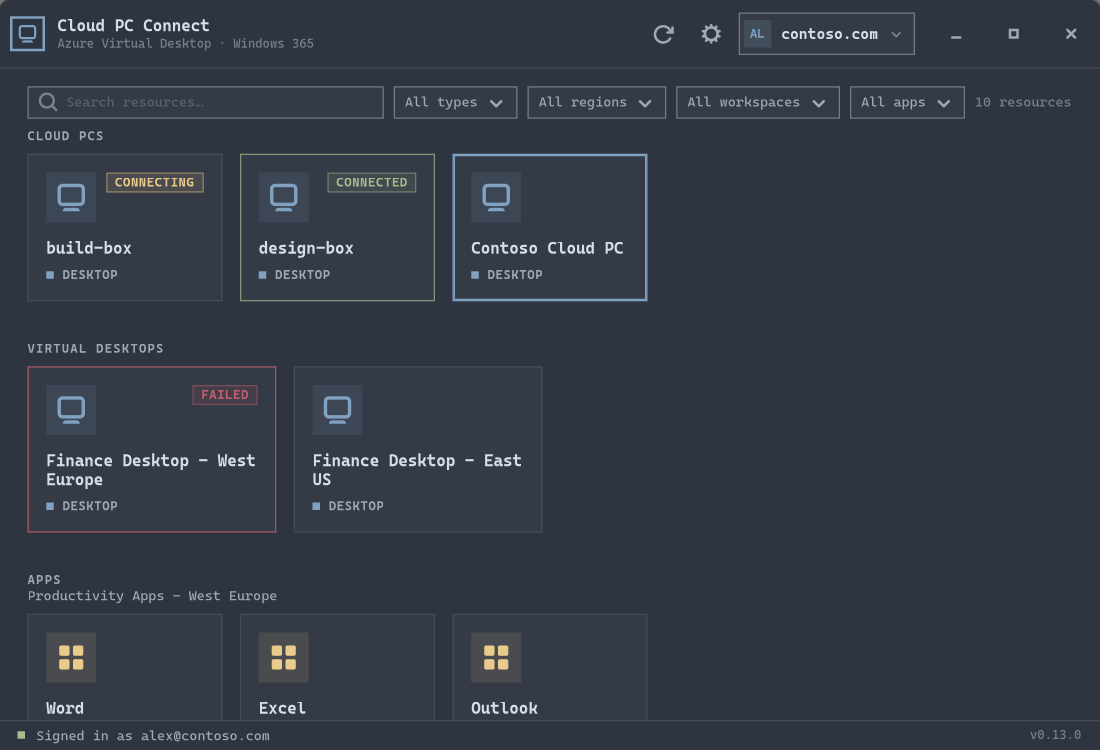 Cloud PC Connect
Azure Virtual Desktop · Windows 365
AL contoso.com
Search resources…
All types
All regions
All workspaces
All apps
10 resources
CLOUD PCS
CONNECTING
build-box
DESKTOP
CONNECTED
design-box
DESKTOP
Contoso Cloud PC
DESKTOP
VIRTUAL DESKTOPS
FAILED
Finance Desktop – West
Europe
DESKTOP
Finance Desktop – East
US
DESKTOP
APPS
Productivity Apps – West Europe
Word
Excel
Outlook
Signed in as alex@contoso.com
v0.13.0